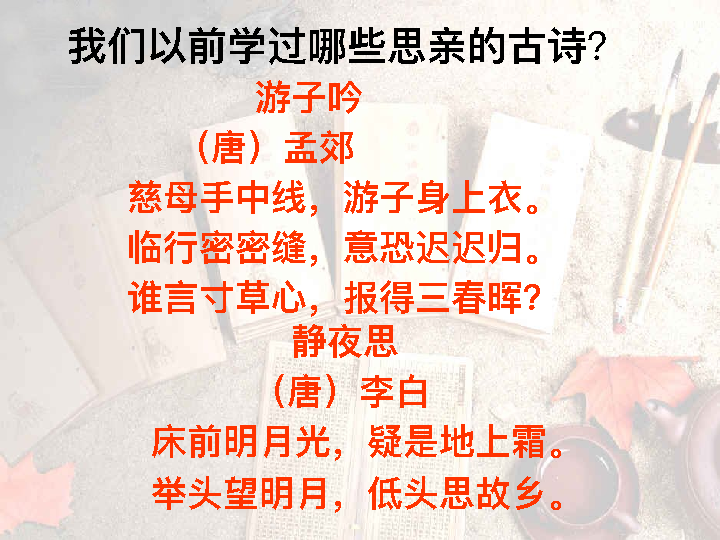 我们以前学过哪些思亲的古诗?
游子吟
（唐）孟郊
慈母手中线，游子身上衣。
临行密密缝，意恐迟迟归。
谁言寸草心，报得三春晖?
静夜思
（唐）李白
床前明月光，疑是地上霜。
举头望明月，低头思故乡。